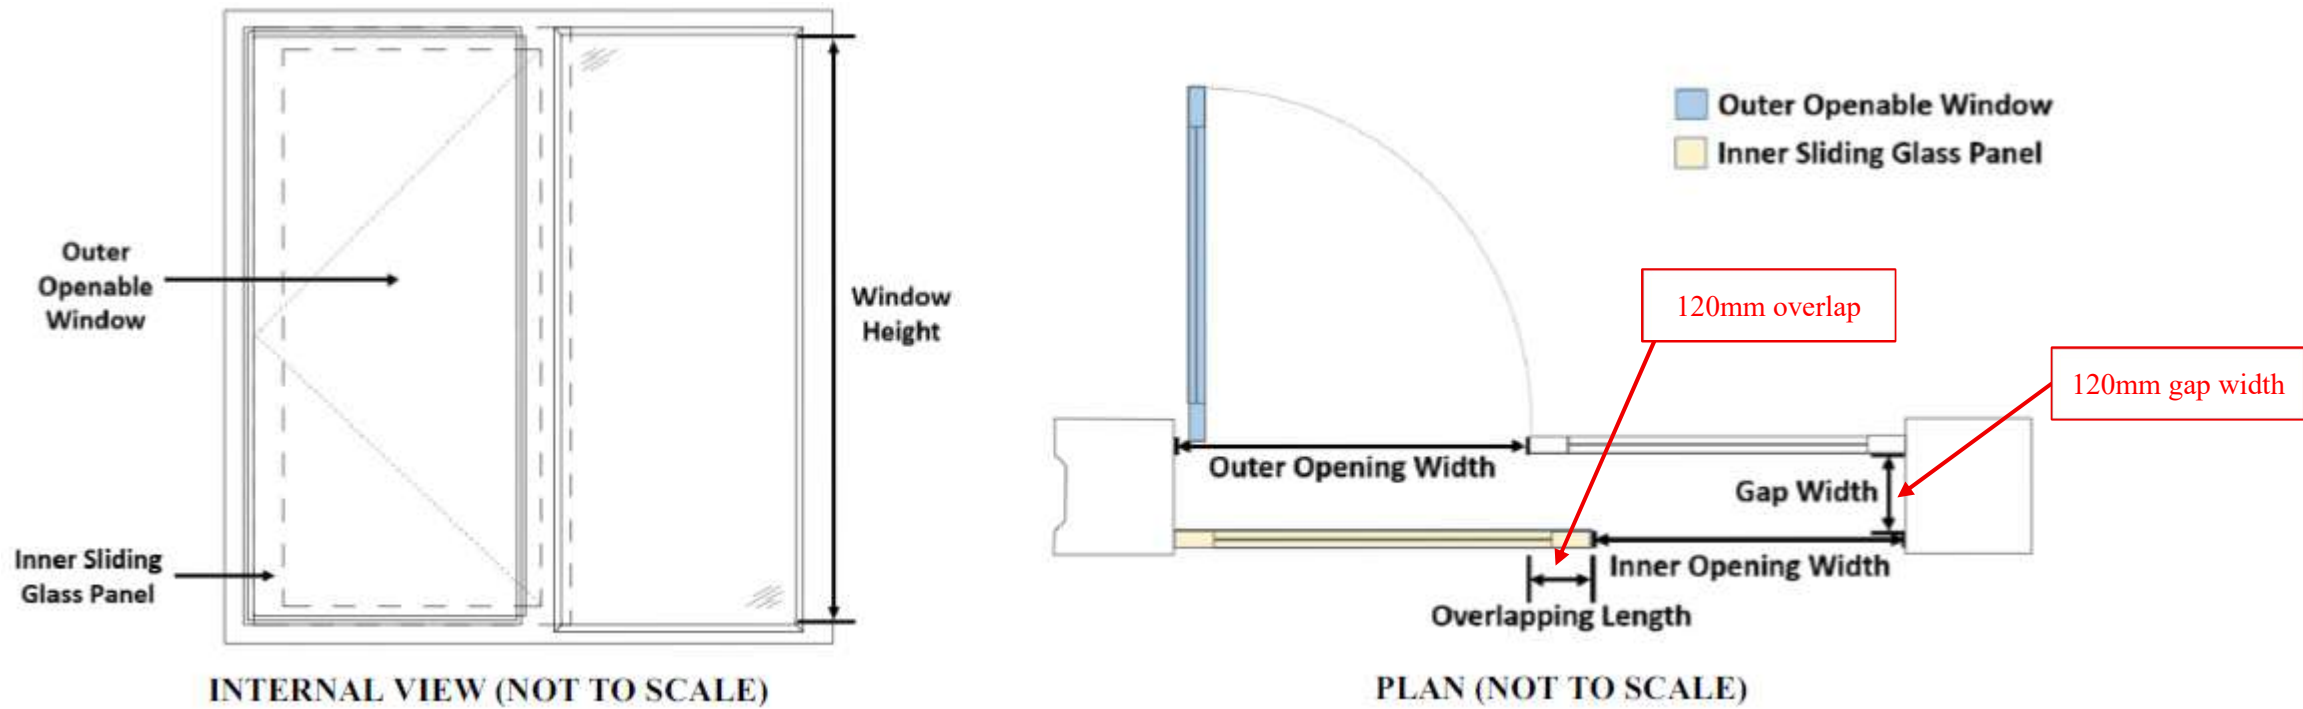 Outer
Openable
Window
Inner Sliding
Glass Panel
Window
Height
INTERNAL VIEW (NOT TO SCALE)
Outer Openable Window
Inner Sliding Glass Panel
120mm overlap
120mm gap width
Outer Opening Width
Gap Width
Inner Opening Width
Overlapping Length
PLAN (NOT TO SCALE)